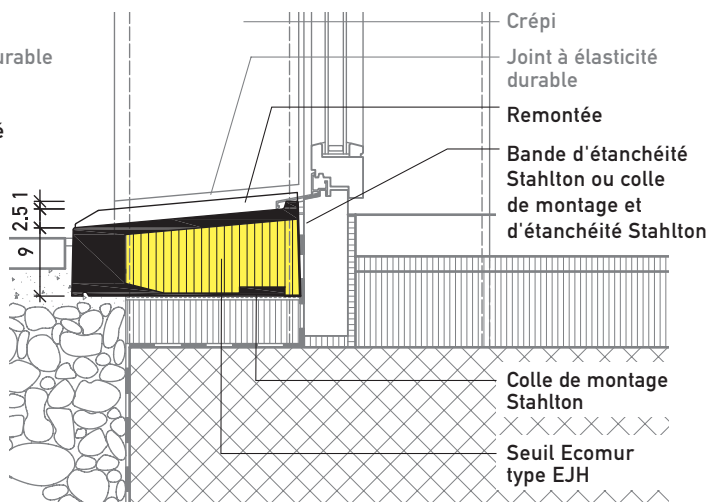 Crépi
Joint à élasticité
durable
Remontée
Bande d'étanchéité
Stahlton ou colle
de montage et
d'étanchéité Stahlton
Colle de montage
Stahlton
Seuil Ecomur
type EJH
urable
é
1
2.5
9